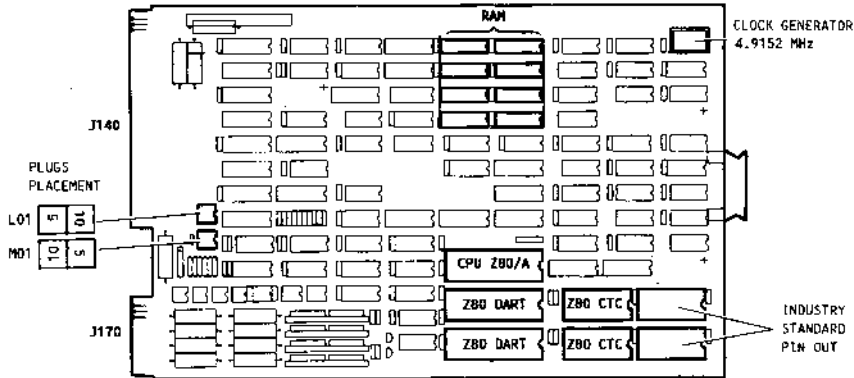 RAM
CLOCK GENERATOR
4.9152 MHz
J140
PLUGS
PLACEMENT
L01 5 10
M01 10 5
CPU Z80/A
Z80 DART
Z80 CTC
Z80 DART
Z80 CTC
INDUSTRY
STANDARD
PIN OUT
J170